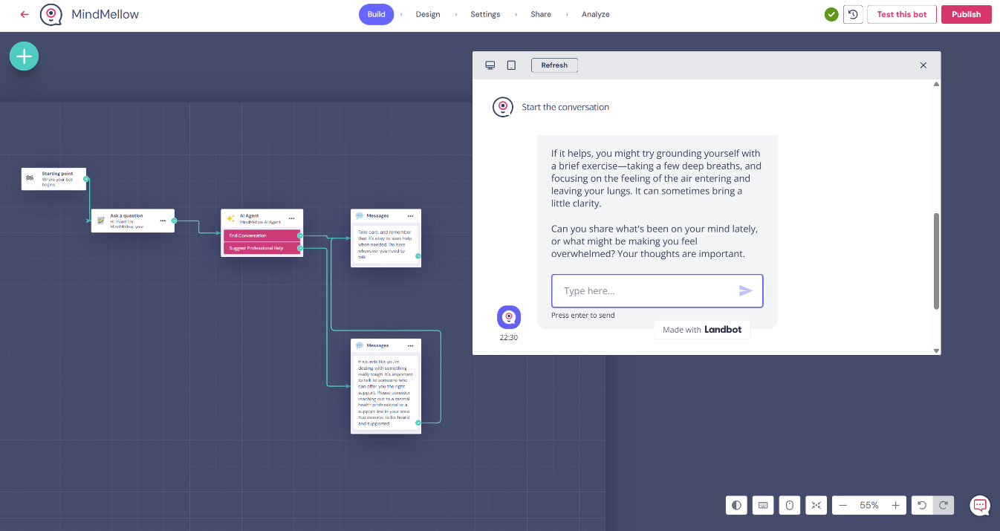 MindMellow
Build
Design
Settings
Share
Analyze
Test this bot
Publish
Refresh
Start the conversation
If it helps, you might try grounding yourself with
a brief exercise—taking a few deep breaths, and
focusing on the feeling of the air entering and
leaving your lungs. It can sometimes bring a
little clarity.
Can you share what's been on your mind lately,
or what might be making you feel
overwhelmed? Your thoughts are important.
Type here...
Press enter to send
22:30
Made with Landbot
Starting point
Where your bot
begins
Ask a question
Hi there! I'm
MindMellow, your
AI Agent
MindMellow AI Agent
End Conversation
Suggest Professional Help
Messages
Take care, and remember
that it's okay to seek help
when needed. I'm here
whenever you need to
talk.
Messages
It sounds like you're
dealing with something
really tough. It's important
to talk to someone who
can offer you the right
support. Please consider
reaching out to a mental
health professional or a
support line in your area.
You deserve to be heard
and supported.
55%